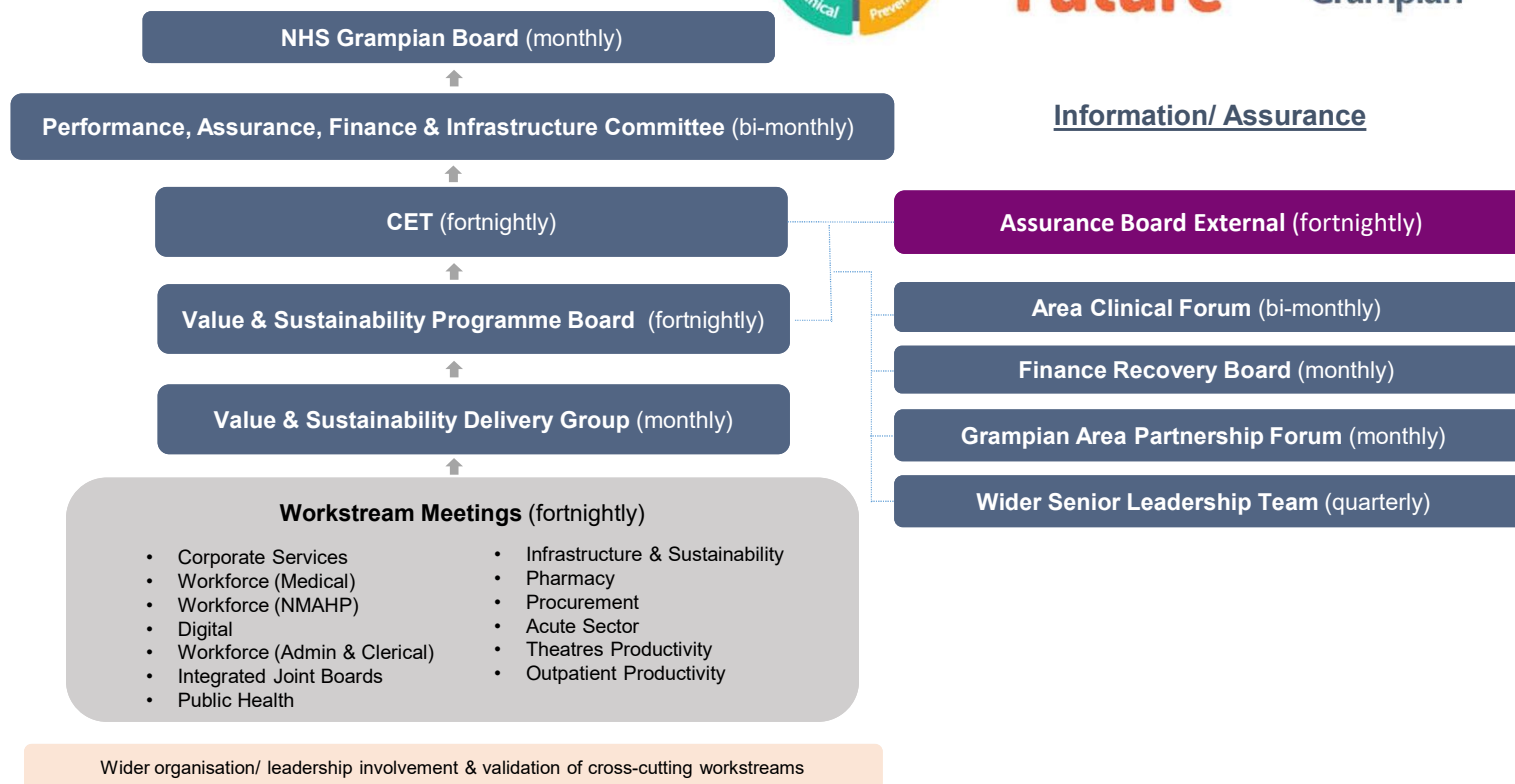 NHS Grampian Board (monthly)
Performance, Assurance, Finance & Infrastructure Committee (bi-monthly)
CET (fortnightly)
Value & Sustainability Programme Board (fortnightly)
Value & Sustainability Delivery Group (monthly)
Workstream Meetings (fortnightly)
• Corporate Services
• Workforce (Medical)
• Workforce (NMAHP)
• Digital
• Workforce (Admin & Clerical)
• Integrated Joint Boards
• Public Health
• Infrastructure & Sustainability
• Pharmacy
• Procurement
• Acute Sector
• Theatres Productivity
• Outpatient Productivity
Wider organisation/ leadership involvement & validation of cross-cutting workstreams
Future
Grampian
Information/ Assurance
Assurance Board External (fortnightly)
Area Clinical Forum (bi-monthly)
Finance Recovery Board (monthly)
Grampian Area Partnership Forum (monthly)
Wider Senior Leadership Team (quarterly)